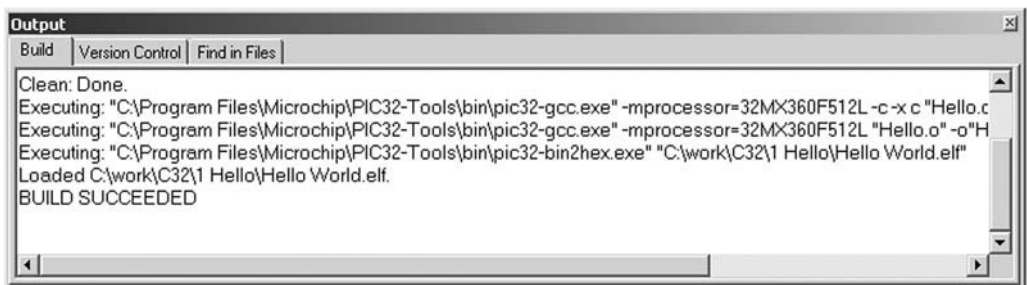 Output
Build Version Control Find in Files
Clean: Done.
Executing: "C:\Program Files\Microchip\PIC32-Tools\bin\pic32-gcc.exe" -mprocessor=32MX360F512L -c -x c "Hello.c
Executing: "C:\Program Files\Microchip\PIC32-Tools\bin\pic32-gcc.exe" -mprocessor=32MX360F512L "Hello.o" -o"H
Executing: "C:\Program Files\Microchip\PIC32-Tools\bin\pic32-bin2hex.exe" "C:\work\C32\1 Hello\Hello World.elf"
Loaded C:\work\C32\1 Hello\Hello World.elf.
BUILD SUCCEEDED